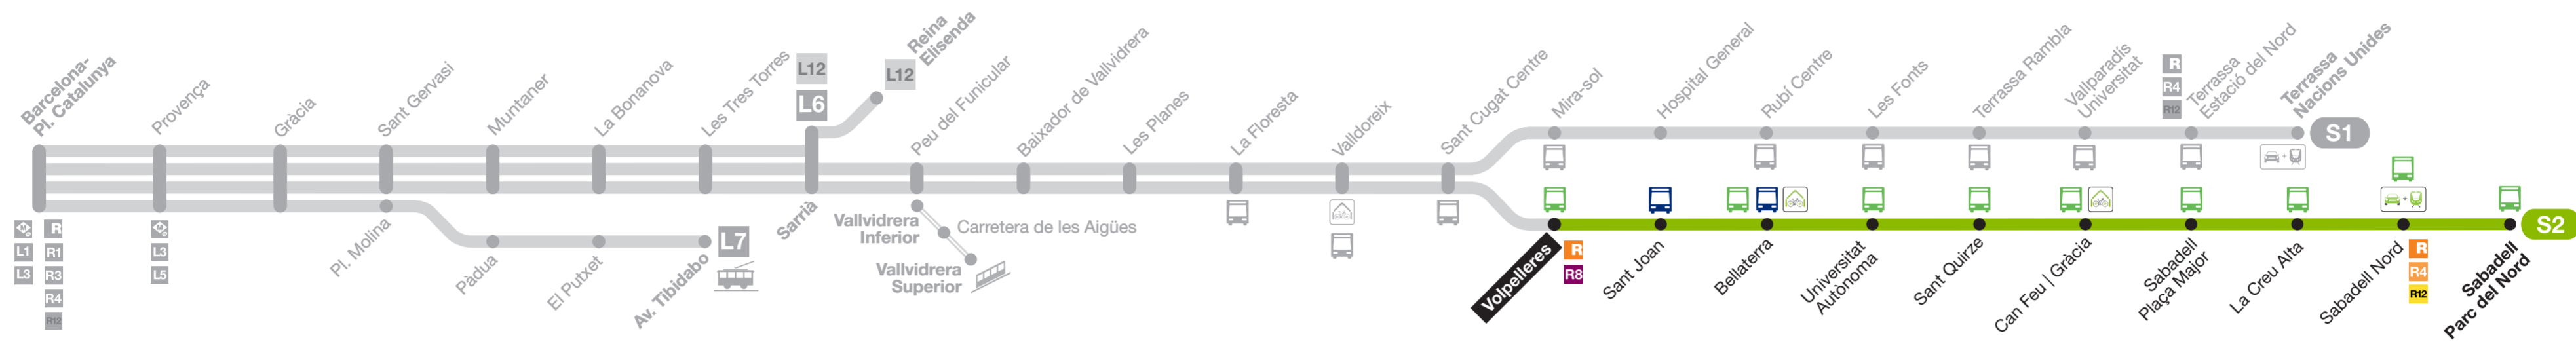 Barcelona-
Pl. Catalunya
Provença
Gràcia
Sant Gervasi
Muntaner
La Bonanova
Les Tres Torres
L12
L6
L12
Reina
Elisenda
Peu del Funicular
Baixador de Vallvidrera
Les Planes
La Floresta
Valldoreix
Sant Cugat Centre
Mira-sol
Hospital General
Rubí Centre
Les Fonts
Terrassa Rambla
Vallparadís
Universitat
R
R4
R12
Terrassa
Estació del Nord
Terrassa
Nacions Unides
S1
M
L1
L3
R
R1
R3
R4
R12
M
L3
L5
Pl. Molina
Pàdua
El Putxet
Av. Tibidabo
L7
Sarrià
Vallvidrera
Inferior
Carretera de les Aigües
Vallvidrera
Superior
Volpelleres
R
R8
Sant Joan
Bellaterra
Universitat
Autònoma
Sant Quirze
Can Feu | Gràcia
Sabadell
Plaça Major
La Creu Alta
Sabadell Nord
R
R4
R12
Sabadell
Parc del Nord
S2